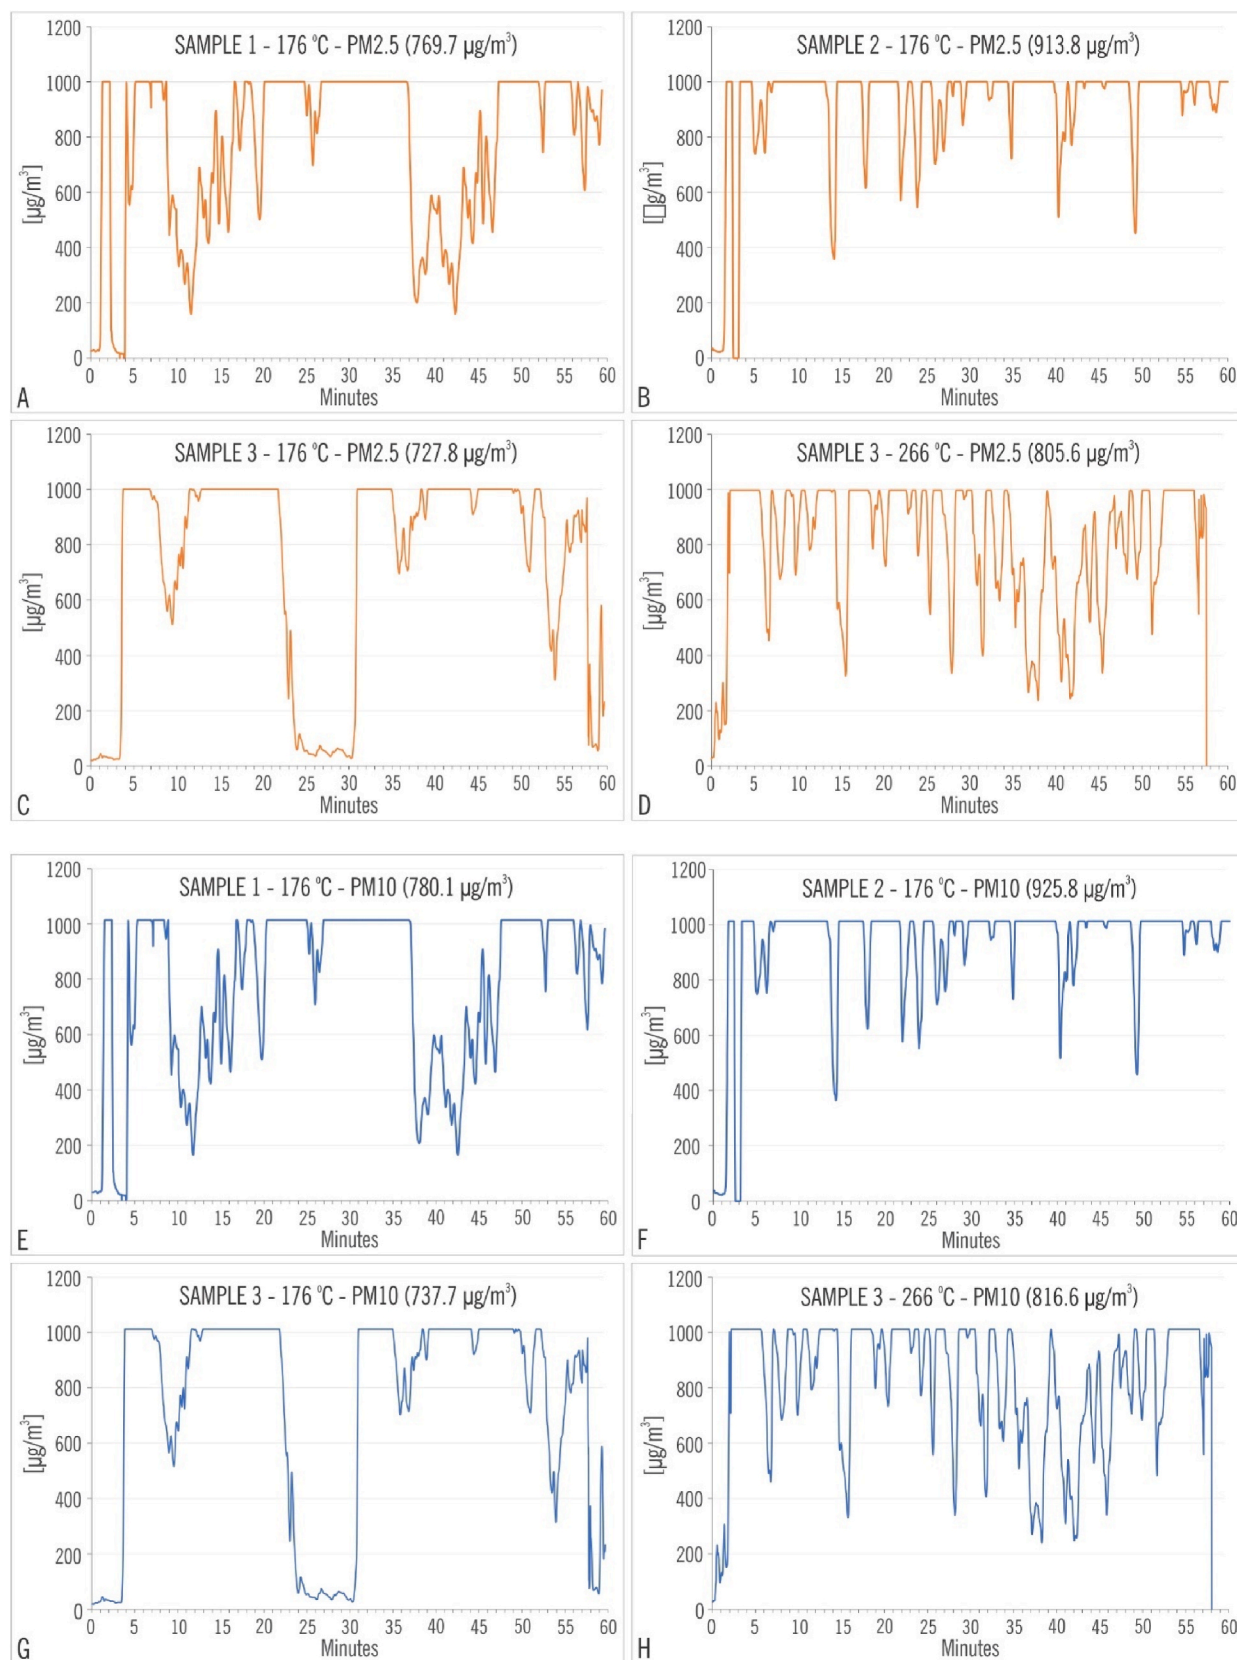 SAMPLE 1 - 176 °C - PM2.5 (769.7 µg/m³)
1200
1000
800
600
400
200
0
[µg/m³]
0 5 10 15 20 25 30 35 40 45 50 55 60
Minutes
A
SAMPLE 2 - 176 °C - PM2.5 (913.8 µg/m³)
1200
1000
800
600
400
200
0
[□g/m³]
0 5 10 15 20 25 30 35 40 45 50 55 60
Minutes
B
SAMPLE 3 - 176 °C - PM2.5 (727.8 µg/m³)
1200
1000
800
600
400
200
0
[µg/m³]
0 5 10 15 20 25 30 35 40 45 50 55 60
Minutes
C
SAMPLE 3 - 266 °C - PM2.5 (805.6 µg/m³)
1200
1000
800
600
400
200
0
[µg/m³]
0 5 10 15 20 25 30 35 40 45 50 55 60
Minutes
D
SAMPLE 1 - 176 °C - PM10 (780.1 µg/m³)
1200
1000
800
600
400
200
0
[µg/m³]
0 5 10 15 20 25 30 35 40 45 50 55 60
Minutes
E
SAMPLE 2 - 176 °C - PM10 (925.8 µg/m³)
1200
1000
800
600
400
200
0
[µg/m³]
0 5 10 15 20 25 30 35 40 45 50 55 60
Minutes
F
SAMPLE 3 - 176 °C - PM10 (737.7 µg/m³)
1200
1000
800
600
400
200
0
[µg/m³]
0 5 10 15 20 25 30 35 40 45 50 55 60
Minutes
G
SAMPLE 3 - 266 °C - PM10 (816.6 µg/m³)
1200
1000
800
600
400
200
0
[µg/m³]
0 5 10 15 20 25 30 35 40 45 50 55 60
Minutes
H